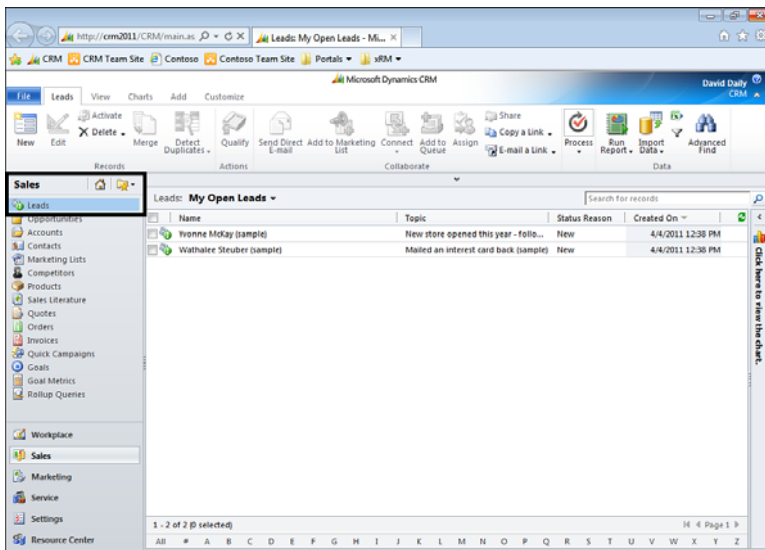 http://crm2011/CRM/main.as
Leads: My Open Leads - Mi...
CRM CRM Team Site Contoso Contoso Team Site Portals xRM
Microsoft Dynamics CRM
David Daily
CRM
File Leads View Charts Add Customize
New
Edit
Activate
Delete
Merge
Detect Duplicates
Records
Qualify
Actions
Send Direct E-mail
Add to Marketing List
Connect
Add to Queue
Assign
Share
Copy a Link
E-mail a Link
Collaborate
Process
Run Report
Import Data
Advanced Find
Data
Sales
Leads
Opportunities
Accounts
Contacts
Marketing Lists
Competitors
Products
Sales Literature
Quotes
Orders
Invoices
Quick Campaigns
Goals
Goal Metrics
Rollup Queries
Workplace
Sales
Marketing
Service
Settings
Resource Center
Leads: My Open Leads
Search for records
Name Topic Status Reason Created On
Yvonne McKay (sample) New store opened this year - follo... New 4/4/2011 12:38 PM
Wathalee Steuber (sample) Mailed an interest card back (sample) New 4/4/2011 12:38 PM
Click here to view the chart.
1 - 2 of 2 (0 selected) Page 1
All # A B C D E F G H I J K L M N O P Q R S T U V W X Y Z